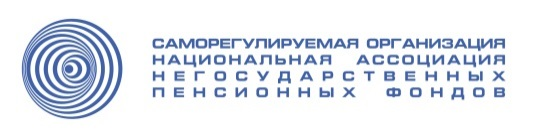 САМОРЕГУЛИРУЕМАЯ ОРГАНИЗАЦИЯ
НАЦИОНАЛЬНАЯ АССОЦИАЦИЯ
НЕГОСУДАРСТВЕННЫХ
ПЕНСИОННЫХ ФОНДОВ